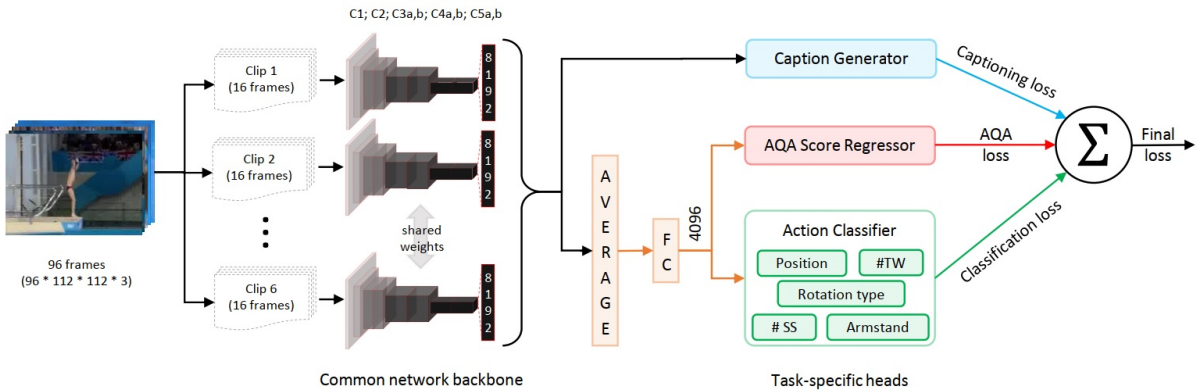 C1; C2; C3a,b; C4a,b; C5a,b
Clip 1
(16 frames)
8
1
9
2
Clip 2
(16 frames)
8
1
9
2
shared
weights
Clip 6
(16 frames)
8
1
9
2
96 frames
(96 * 112 * 112 * 3)
Common network backbone
A
V
E
R
A
G
E
F
C
4096
Caption Generator
AQA Score Regressor
Action Classifier
Position
#TW
Rotation type
# SS
Armstand
Task-specific heads
Captioning loss
AQA
loss
Classification loss
Σ
Final
loss